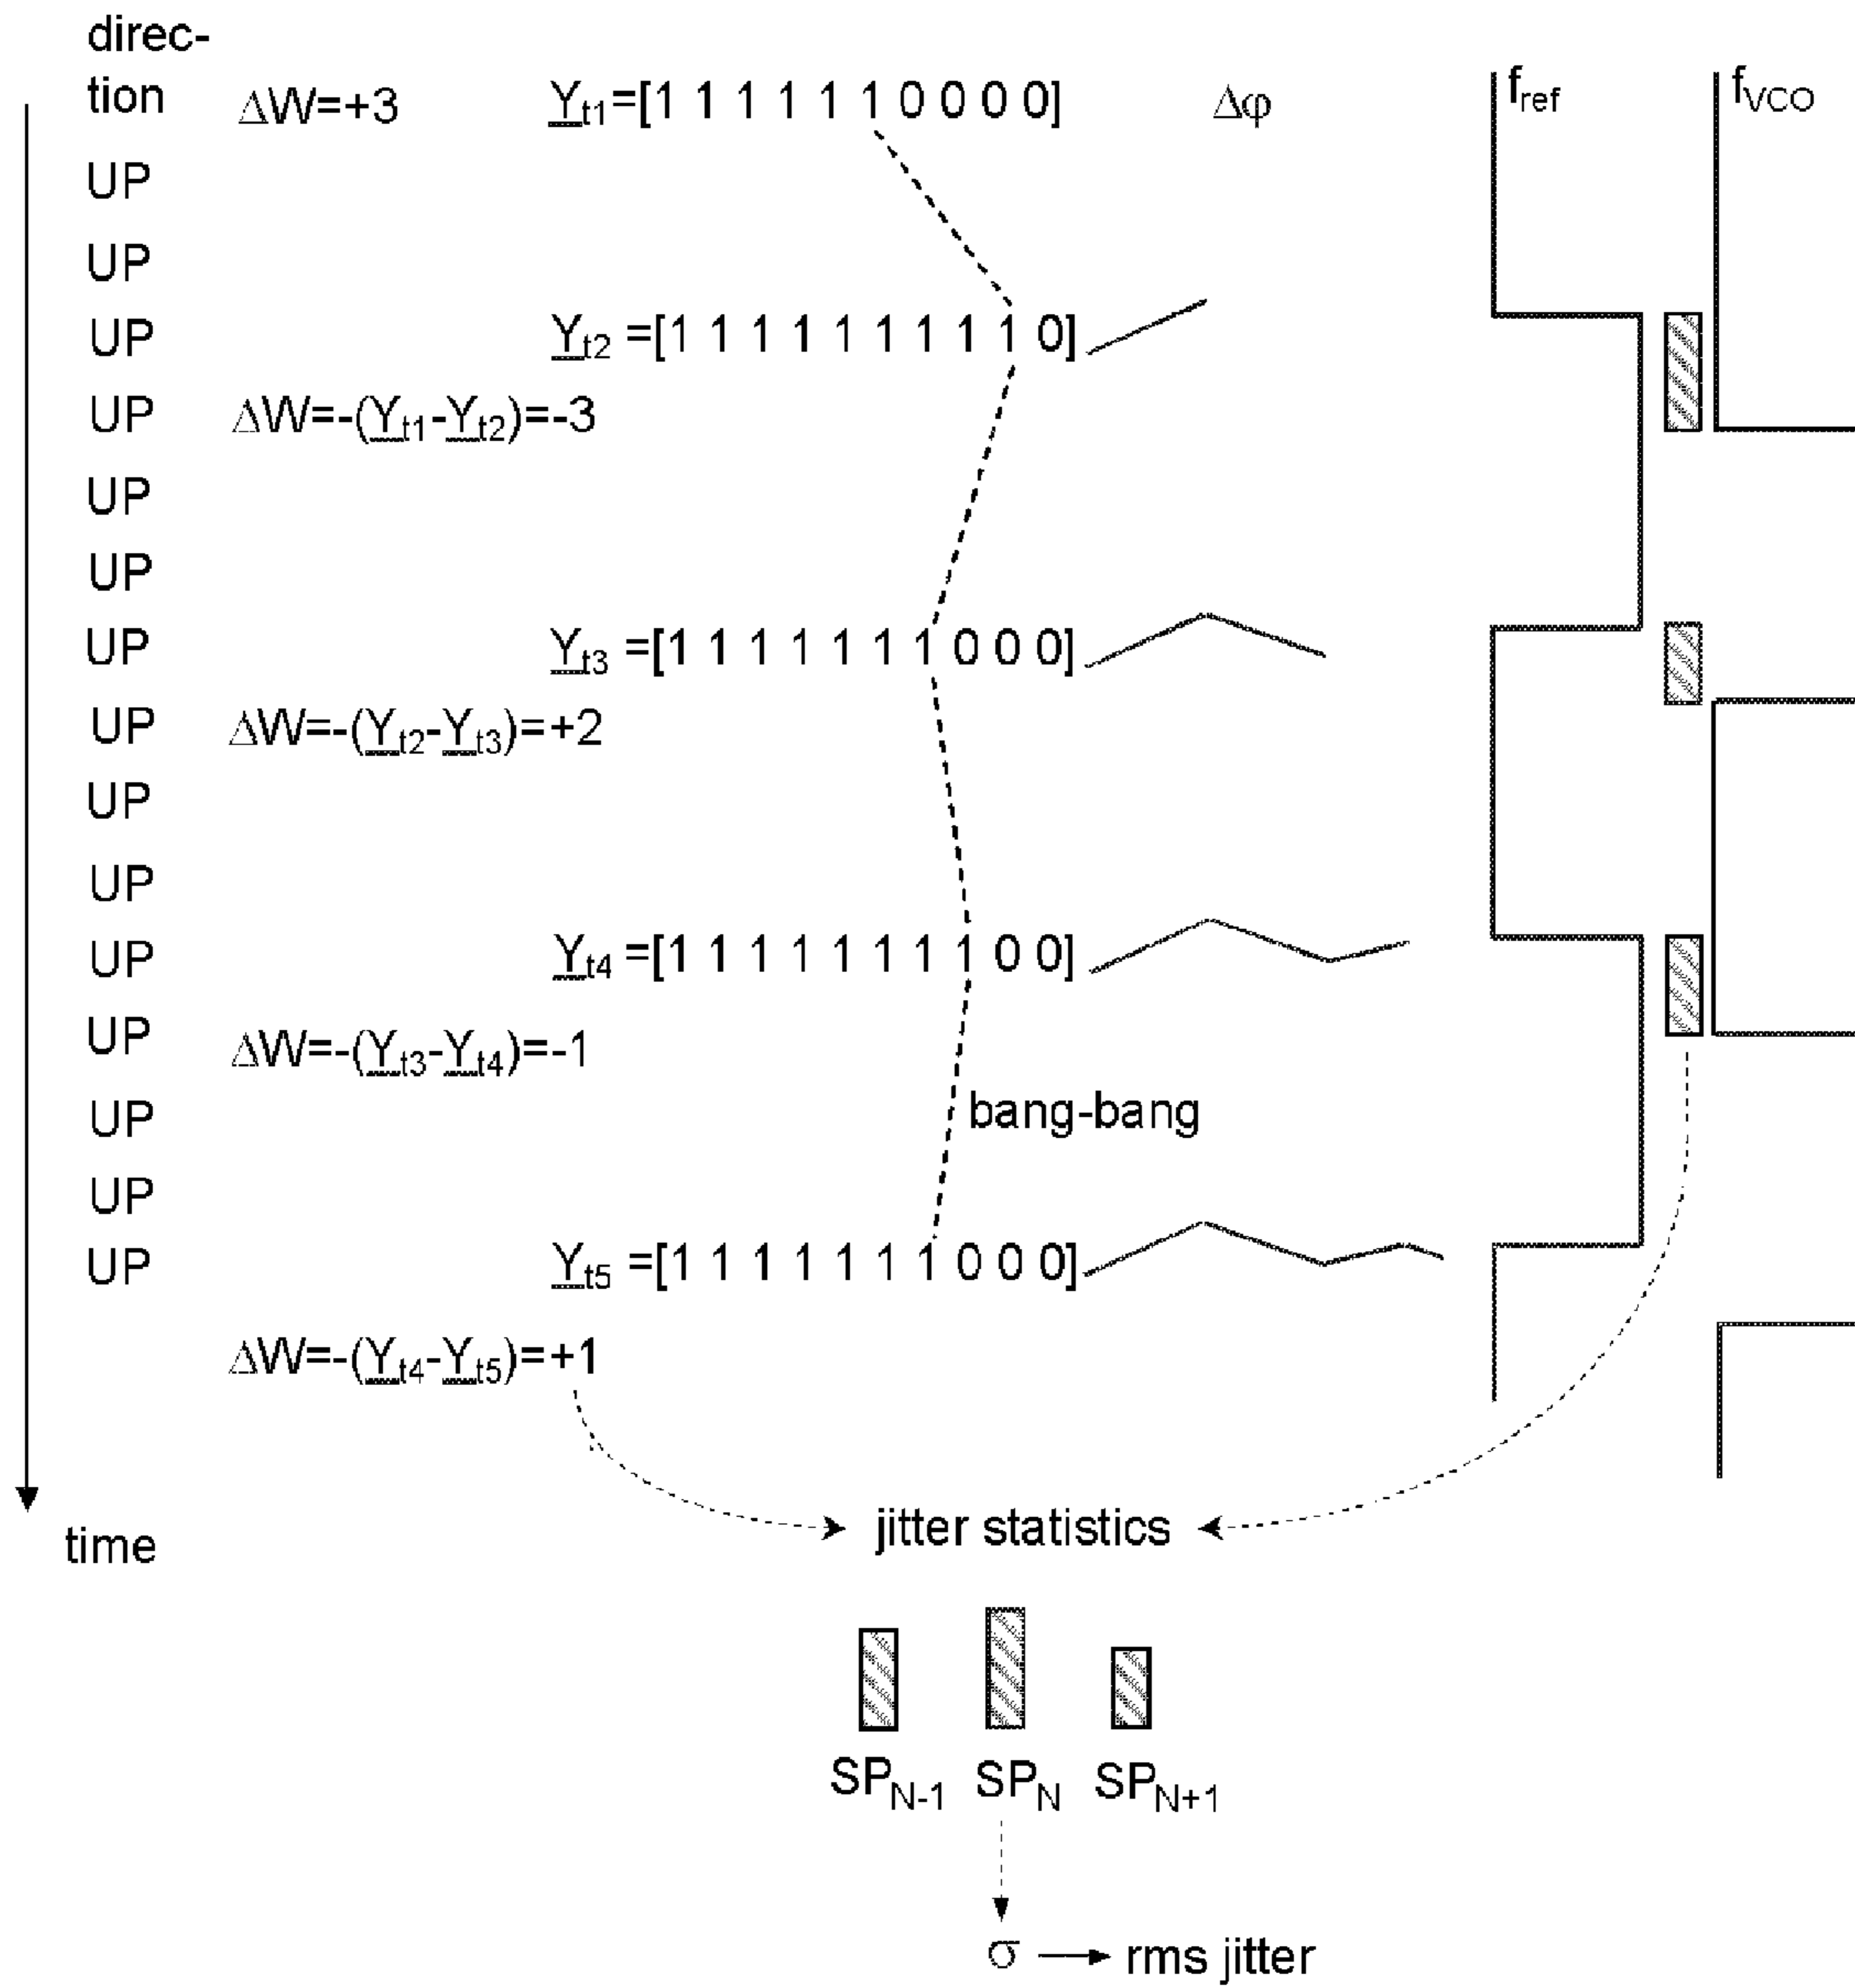 direc-
tion ΔW=+3 Y_t1=[1 1 1 1 1 1 0 0 0 0] Δφ f_ref f_VCO
UP
UP
UP Y_t2 =[1 1 1 1 1 1 1 1 1 0]
UP ΔW=-(Y_t1-Y_t2)=-3
UP
UP
UP Y_t3 =[1 1 1 1 1 1 1 0 0 0]
UP ΔW=-(Y_t2-Y_t3)=+2
UP
UP
UP Y_t4 =[1 1 1 1 1 1 1 1 0 0]
UP ΔW=-(Y_t3-Y_t4)=-1
UP bang-bang
UP
UP Y_t5 =[1 1 1 1 1 1 1 0 0 0]
ΔW=-(Y_t4-Y_t5)=+1
time jitter statistics
SP_N-1 SP_N SP_N+1
σ → rms jitter